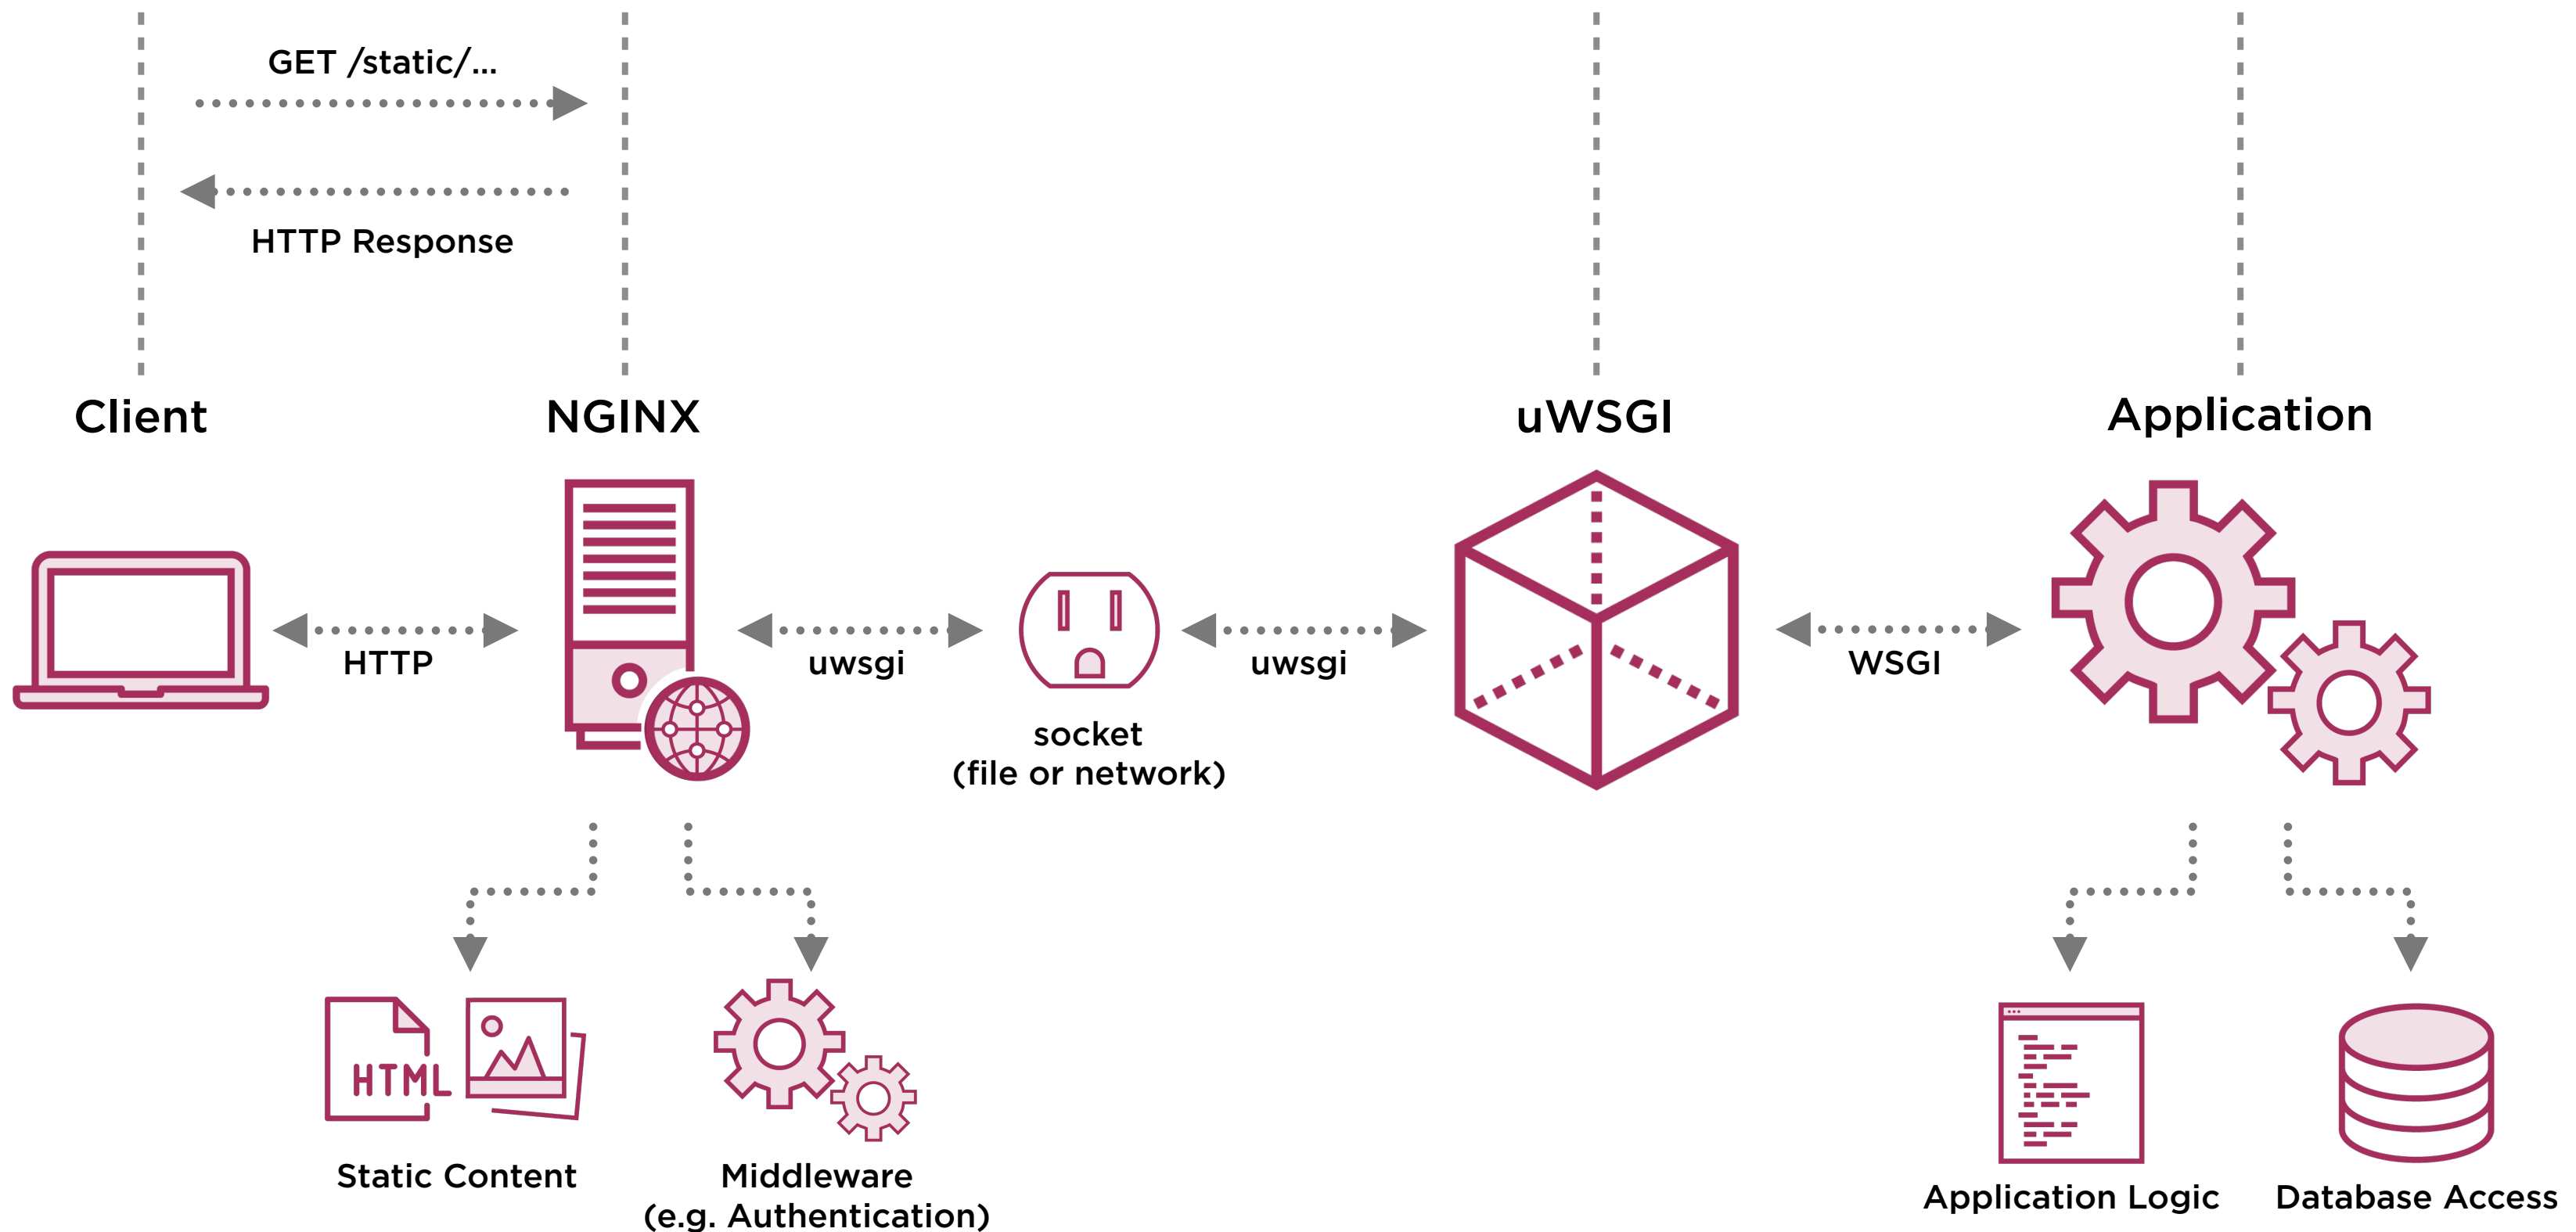 GET /static/...
HTTP Response
Client
NGINX
uWSGI
Application
HTTP
uwsgi
uwsgi
WSGI
socket
(file or network)
HTML
Static Content
Middleware
(e.g. Authentication)
Application Logic
Database Access